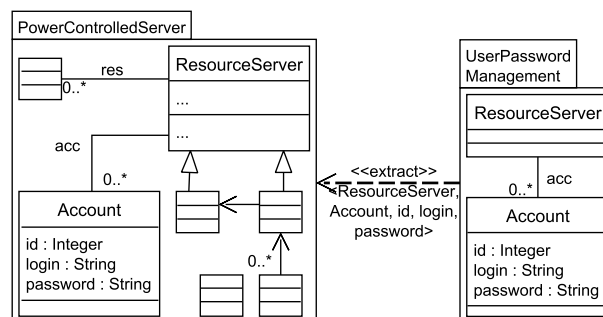 PowerControlledServer
ResourceServer
...
...
res
0..*
acc
0..*
Account
id : Integer
login : String
password : String
0..*
<<extract>>
<ResourceServer,
Account, id, login,
password>
UserPassword
Management
ResourceServer
acc
0..*
Account
id : Integer
login : String
password : String